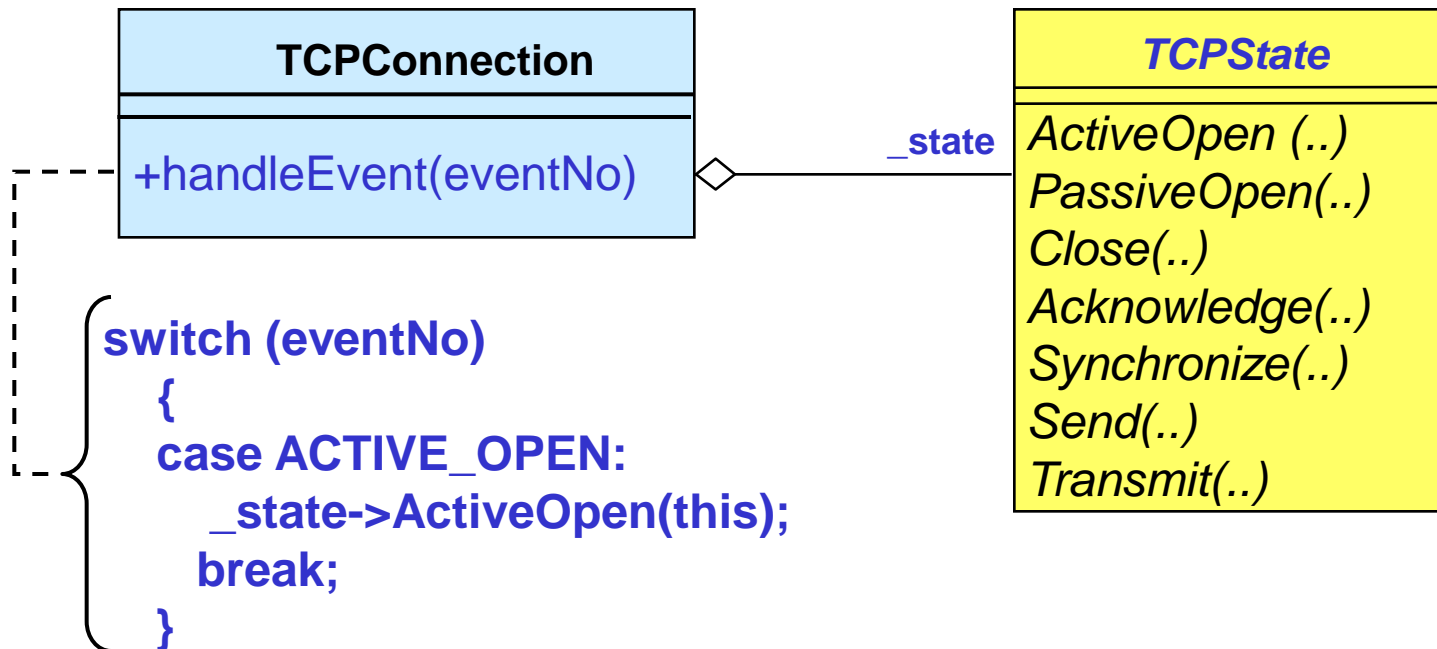 TCPConnection
+handleEvent(eventNo)
_state
TCPState
ActiveOpen (..)
PassiveOpen(..)
Close(..)
Acknowledge(..)
Synchronize(..)
Send(..)
Transmit(..)
switch (eventNo)
{
case ACTIVE_OPEN:
_state->ActiveOpen(this);
break;
}